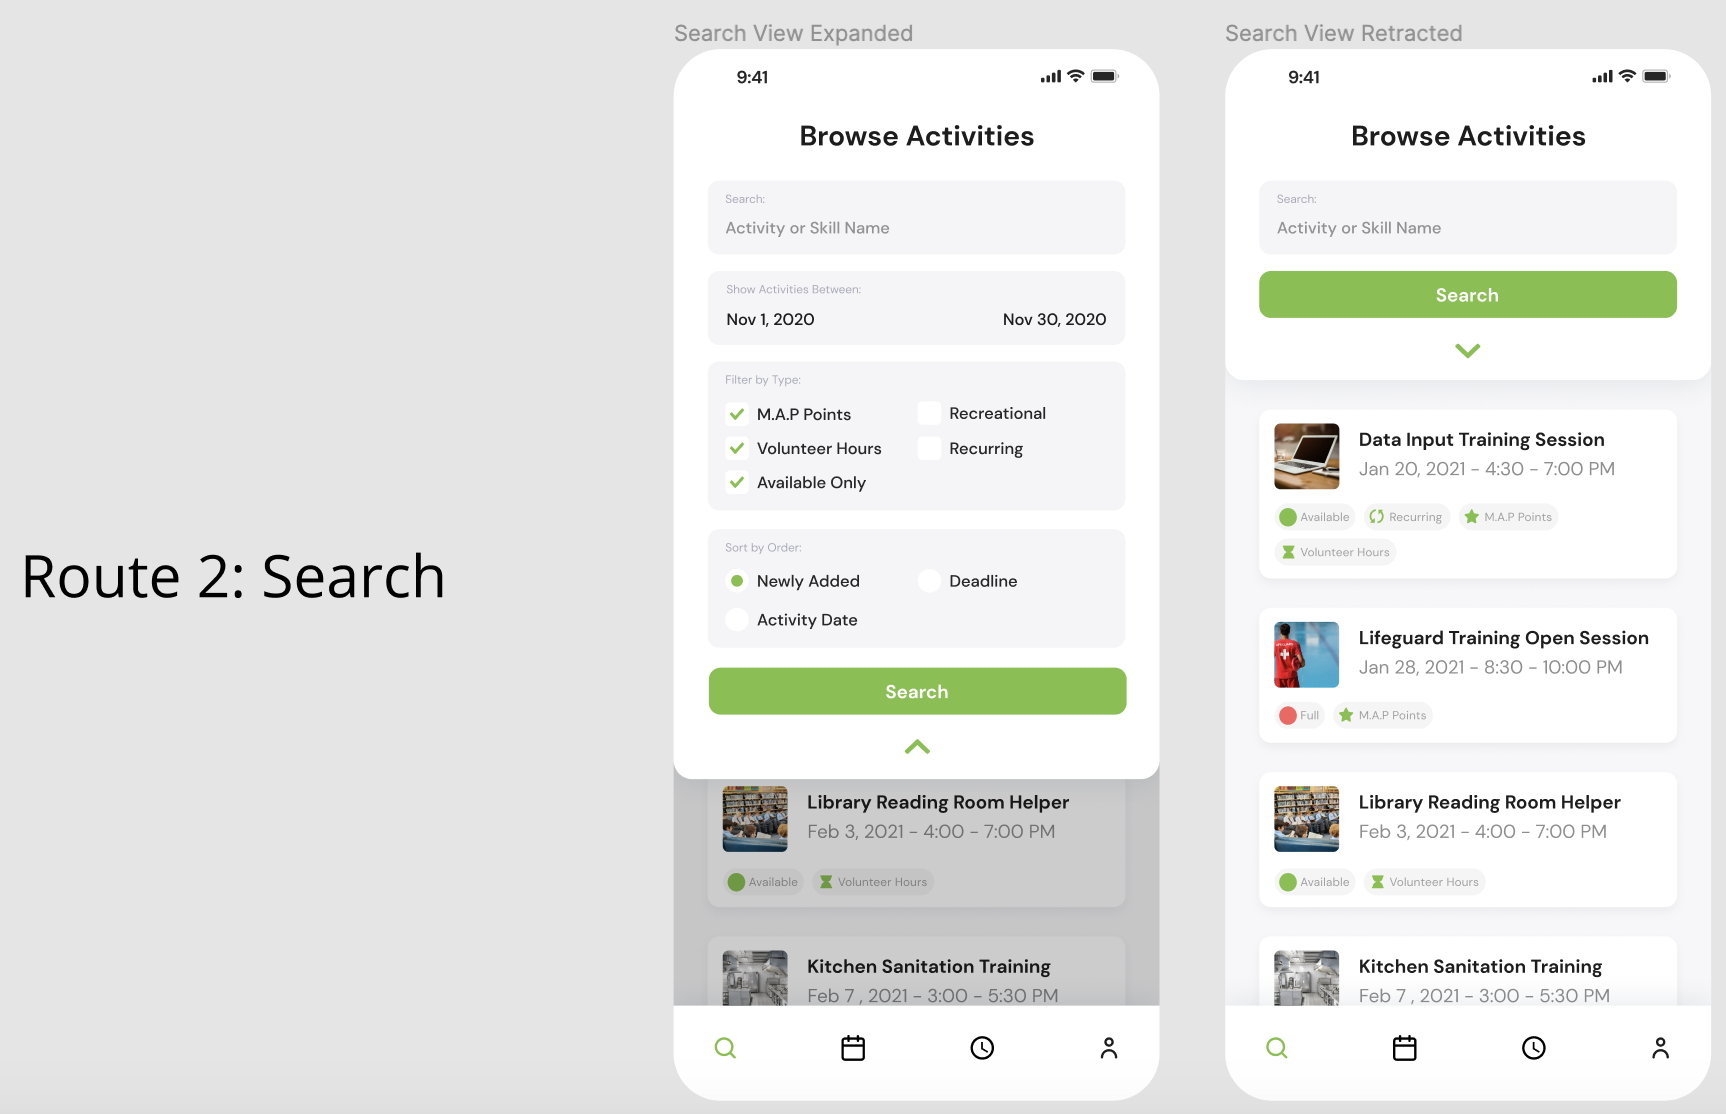 Route 2: Search
Search View Expanded
9:41
Browse Activities
Search:
Activity or Skill Name
Show Activities Between:
Nov 1, 2020
Nov 30, 2020
Filter by Type:
M.A.P Points
Recreational
Volunteer Hours
Recurring
Available Only
Sort by Order:
Newly Added
Deadline
Activity Date
Search
Library Reading Room Helper
Feb 3, 2021 - 4:00 - 7:00 PM
Available
Volunteer Hours
Kitchen Sanitation Training
Feb 7 , 2021 - 3:00 - 5:30 PM
Search View Retracted
9:41
Browse Activities
Search:
Activity or Skill Name
Search
Data Input Training Session
Jan 20, 2021 - 4:30 - 7:00 PM
Available
Recurring
M.A.P Points
Volunteer Hours
Lifeguard Training Open Session
Jan 28, 2021 - 8:30 - 10:00 PM
Full
M.A.P Points
Library Reading Room Helper
Feb 3, 2021 - 4:00 - 7:00 PM
Available
Volunteer Hours
Kitchen Sanitation Training
Feb 7 , 2021 - 3:00 - 5:30 PM